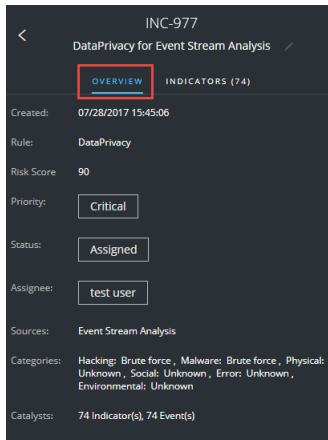 INC-977
DataPrivacy for Event Stream Analysis
OVERVIEW INDICATORS (74)
Created: 07/28/2017 15:45:06
Rule: DataPrivacy
Risk Score 90
Priority: Critical
Status: Assigned
Assignee: test user
Sources: Event Stream Analysis
Categories: Hacking: Brute force , Malware: Brute force , Physical:
Unknown , Social: Unknown , Error: Unknown ,
Environmental: Unknown
Catalysts: 74 Indicator(s), 74 Event(s)